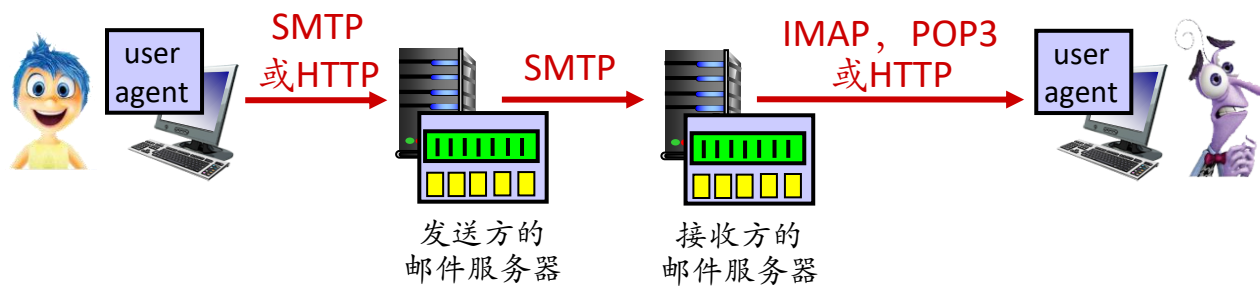 user
agent
SMTP
或HTTP
SMTP
IMAP，POP3
或HTTP
user
agent
发送方的
邮件服务器
接收方的
邮件服务器